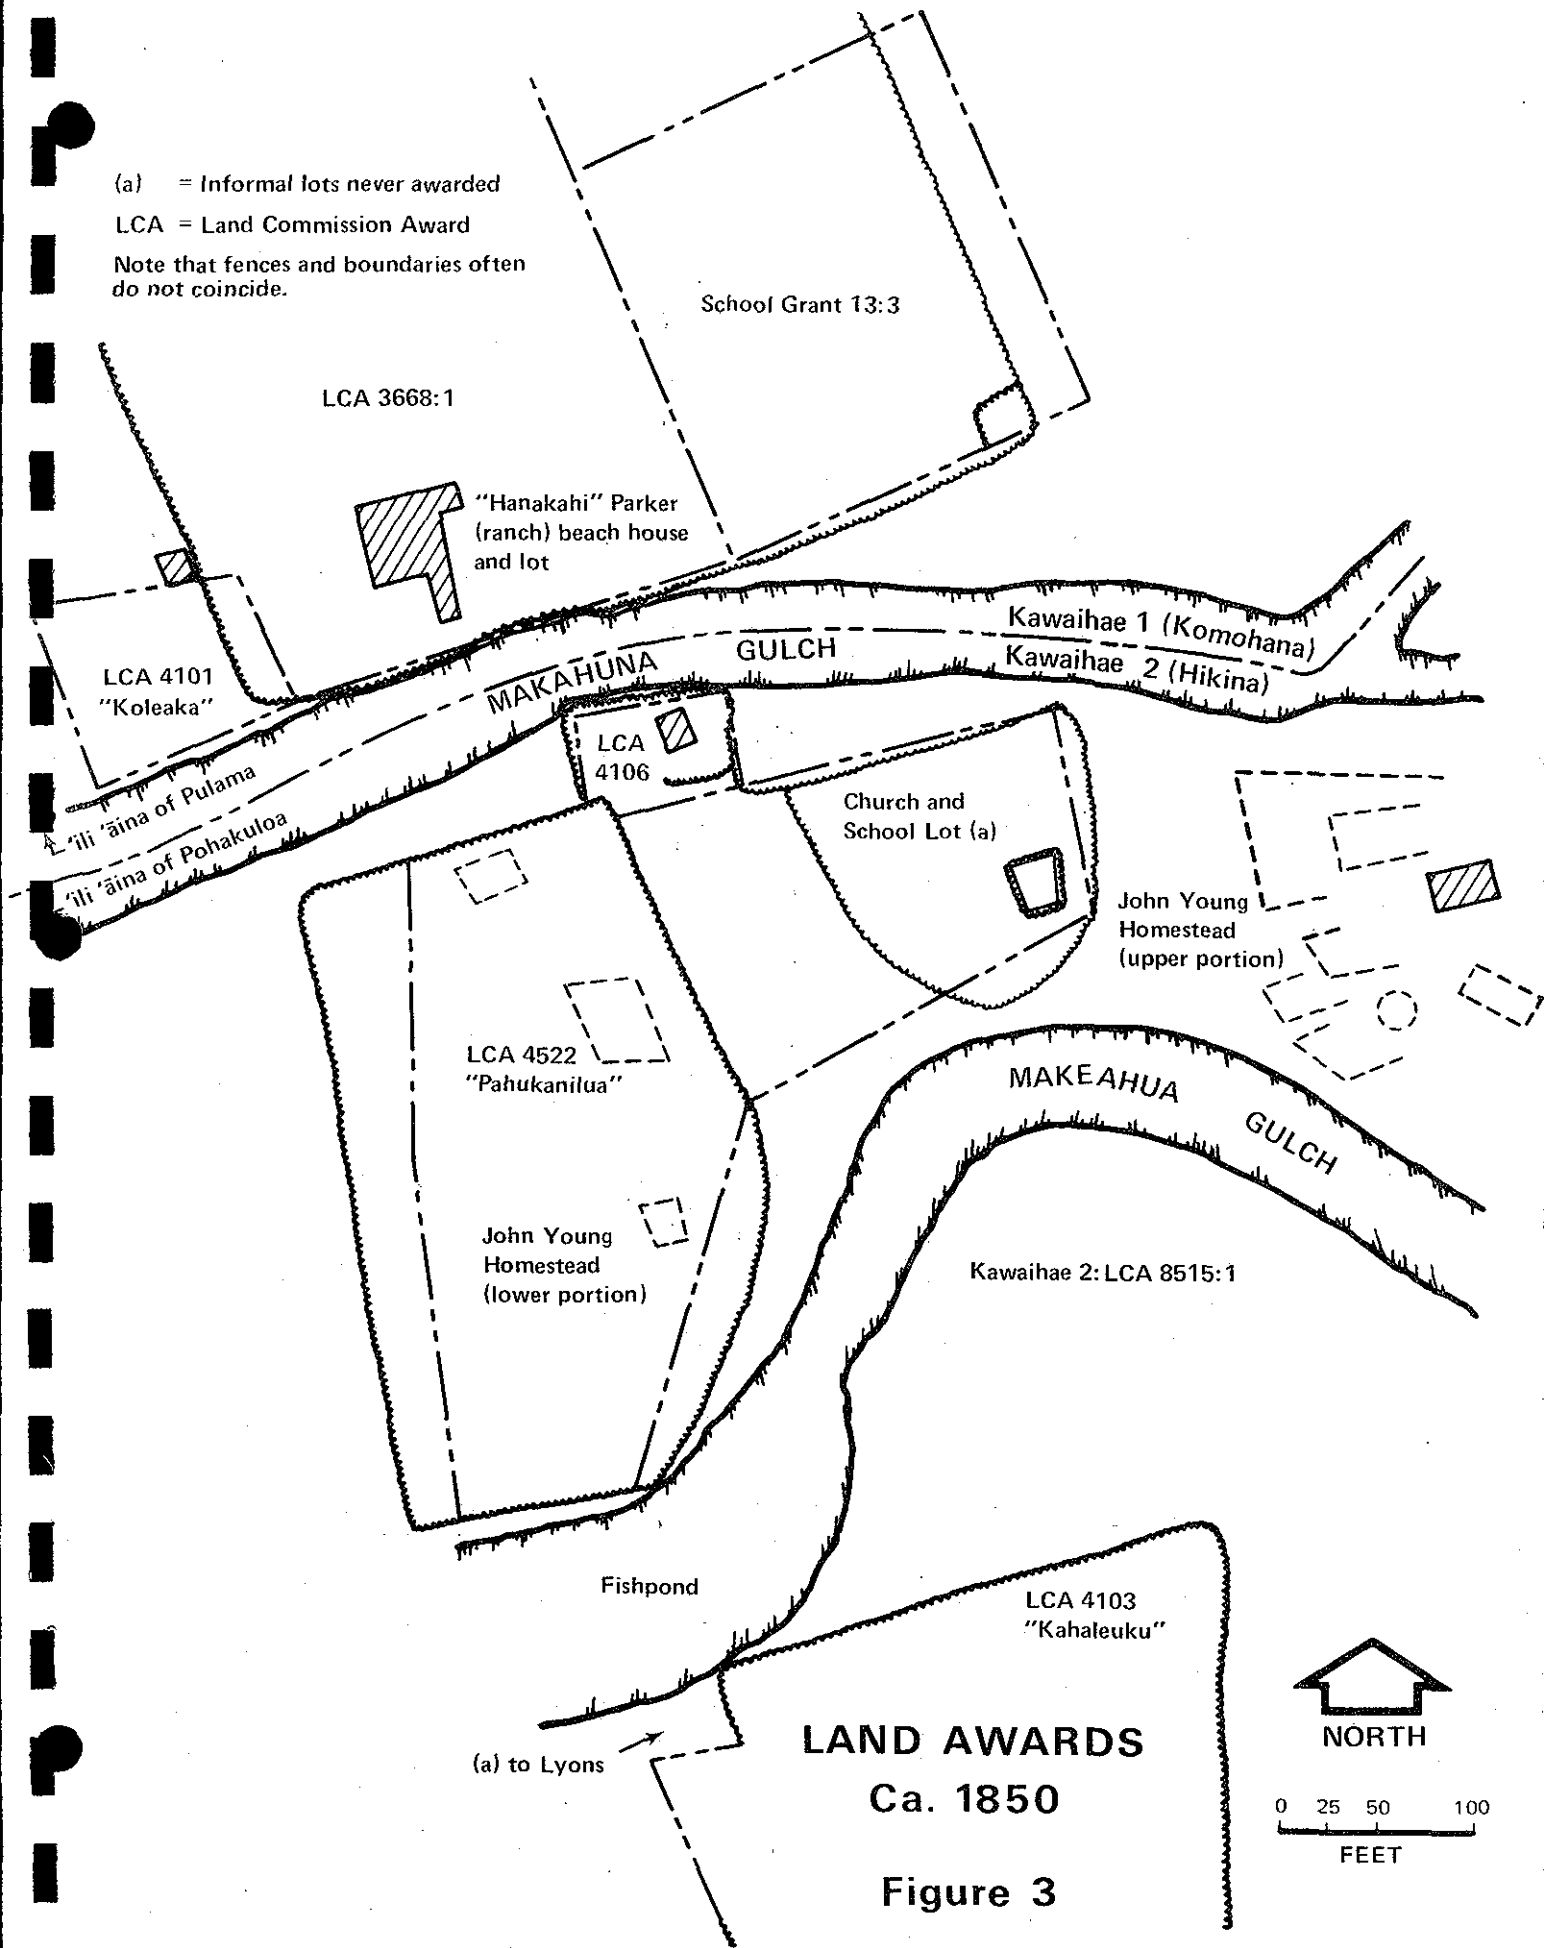 (a) = Informal lots never awarded
LCA = Land Commission Award
Note that fences and boundaries often
do not coincide.
School Grant 13:3
LCA 3668:1
"Hanakahi" Parker
(ranch) beach house
and lot
Kawaihae 1 (Komohana)
Kawaihae 2 (Hikina)
MAKAHUNA GULCH
LCA 4101
"Koleaka"
LCA
4106
'ili 'āina of Pulama
'ili 'āina of Pohakuloa
Church and
School Lot (a)
John Young
Homestead
(upper portion)
LCA 4522
"Pahukanilua"
MAKEAHUA GULCH
John Young
Homestead
(lower portion)
Kawaihae 2: LCA 8515:1
Fishpond
LCA 4103
"Kahaleuku"
(a) to Lyons
LAND AWARDS
Ca. 1850
Figure 3
NORTH
0 25 50 100
FEET